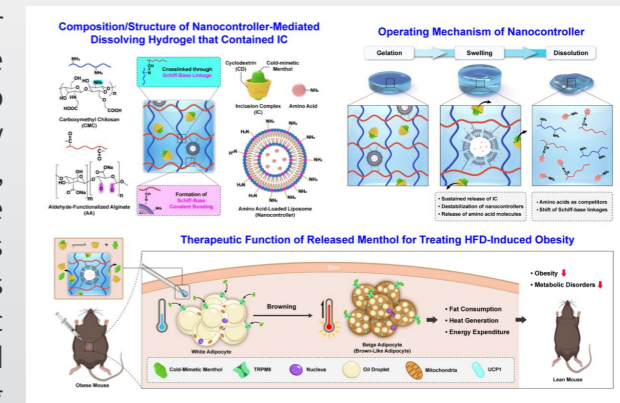 Composition/Structure of Nanocontroller-Mediated
Dissolving Hydrogel that Contained IC
NH₂
NH₂
Carboxymethyl Chitosan
(CMC)
Aldehyde-Functionalized Alginate
(AA)
Crosslinked through
Schiff-Base Linkage
Formation of
Schiff-Base
Covalent Bonding
Cyclodextrin
(CD)
Cold-mimetic
Menthol
Inclusion Complex
(IC)
NH₂
Amino Acid
Amino Acid-Loaded Liposome
(Nanocontroller)
Operating Mechanism of Nanocontroller
Gelation
Swelling
Dissolution
• Sustained release of IC
• Destabilization of nanocontrollers
• Release of amino acid molecules
• Amino acids as competitors
• Shift of Schiff-base linkages
Therapeutic Function of Released Menthol for Treating HFD-Induced Obesity
Obese Mouse
Skin
White Adipocyte
Browning
Beige Adipocyte
(Brown-Like Adipocyte)
• Fat Consumption
• Heat Generation
• Energy Expenditure
• Obesity
• Metabolic Disorders
Lean Mouse
Cold-Mimetic Menthol
TRPM8
Nucleus
Oil Droplet
Mitochondria
UCP1